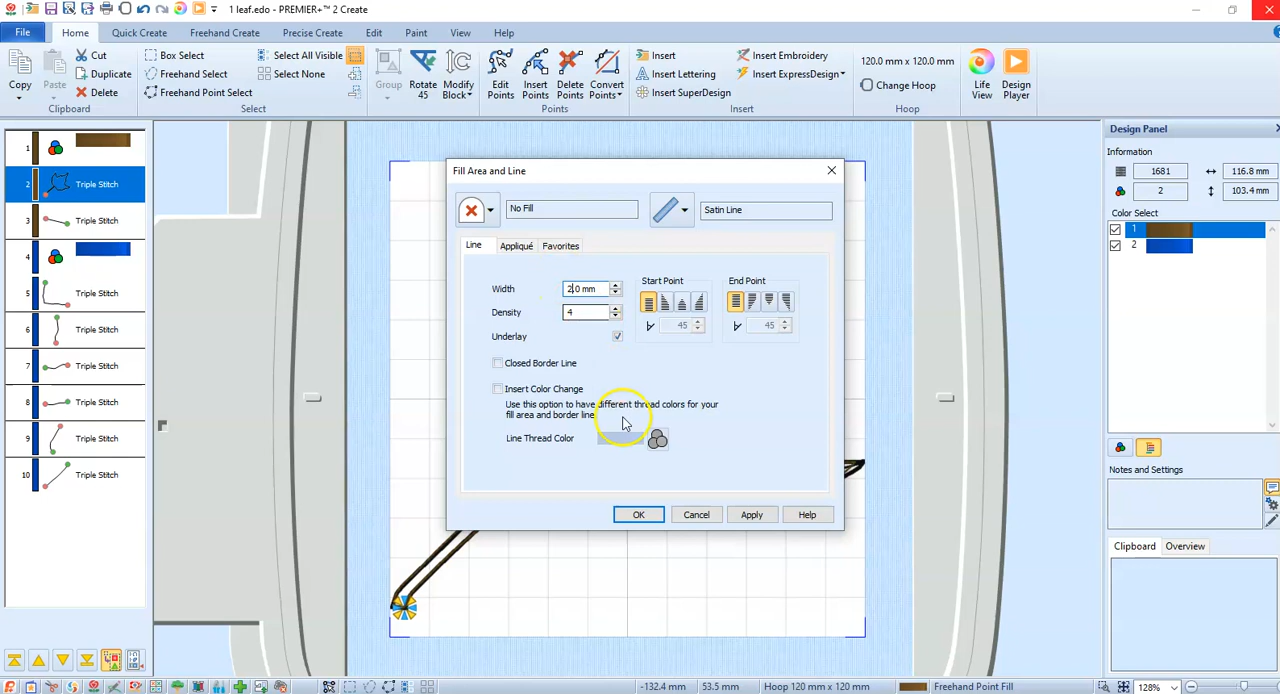 1 leaf.edo - PREMIER+™ 2 Create
File Home Quick Create Freehand Create Precise Create Edit Paint View Help
Copy
Paste
Cut
Duplicate
Delete
Clipboard
Box Select
Freehand Select
Freehand Point Select
Select All Visible
Select None
Select
Group
Rotate 45
Modify Block
Edit Points
Insert Points
Delete Points
Convert Points
Points
Insert
Insert Lettering
Insert SuperDesign
Insert Embroidery
Insert ExpressDesign
Insert
120.0 mm x 120.0 mm
Change Hoop
Hoop
Life View
Design Player
1
2 Triple Stitch
3 Triple Stitch
4
5 Triple Stitch
6 Triple Stitch
7 Triple Stitch
8 Triple Stitch
9 Triple Stitch
10 Triple Stitch
Fill Area and Line
No Fill
Satin Line
Line Appliqué Favorites
Width 2.0 mm
Density 4
Underlay
Start Point
45
End Point
45
Closed Border Line
Insert Color Change
Use this option to have different thread colors for your
fill area and border line
Line Thread Color
OK Cancel Apply Help
Design Panel
Information
1681 116.8 mm
2 103.4 mm
Color Select
1
2
Notes and Settings
Clipboard Overview
-132.4 mm 53.5 mm Hoop 120 mm x 120 mm Freehand Point Fill 128%